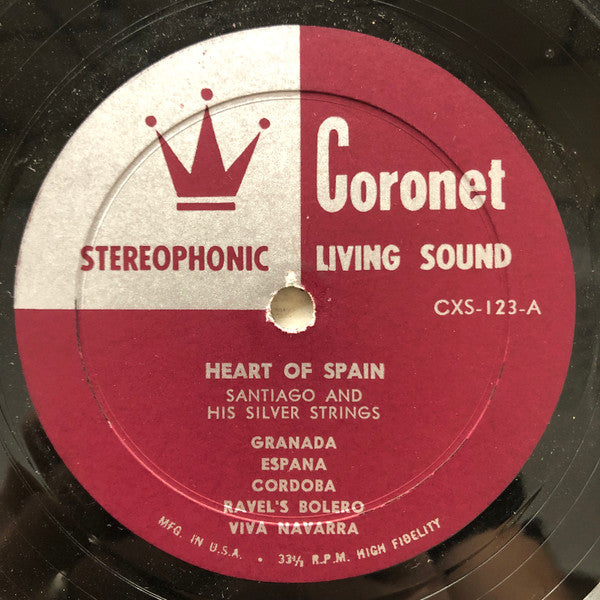 Coronet
STEREOPHONIC LIVING SOUND
CXS-123-A
HEART OF SPAIN
SANTIAGO AND
HIS SILVER STRINGS
GRANADA
ESPANA
CORDOBA
RAVEL'S BOLERO
VIVA NAVARRA
MFG. IN U.S.A. • 33⅓ R.P.M. HIGH FIDELITY